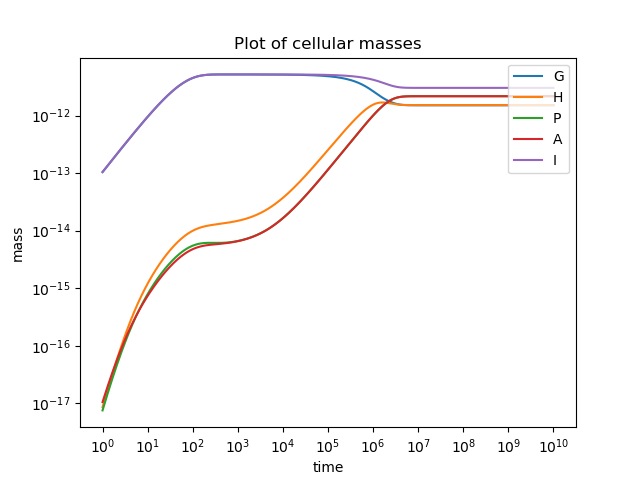 Plot of cellular masses
G
H
P
A
I
10⁻¹²
10⁻¹³
10⁻¹⁴
10⁻¹⁵
10⁻¹⁶
10⁻¹⁷
mass
10⁰ 10¹ 10² 10³ 10⁴ 10⁵ 10⁶ 10⁷ 10⁸ 10⁹ 10¹⁰
time